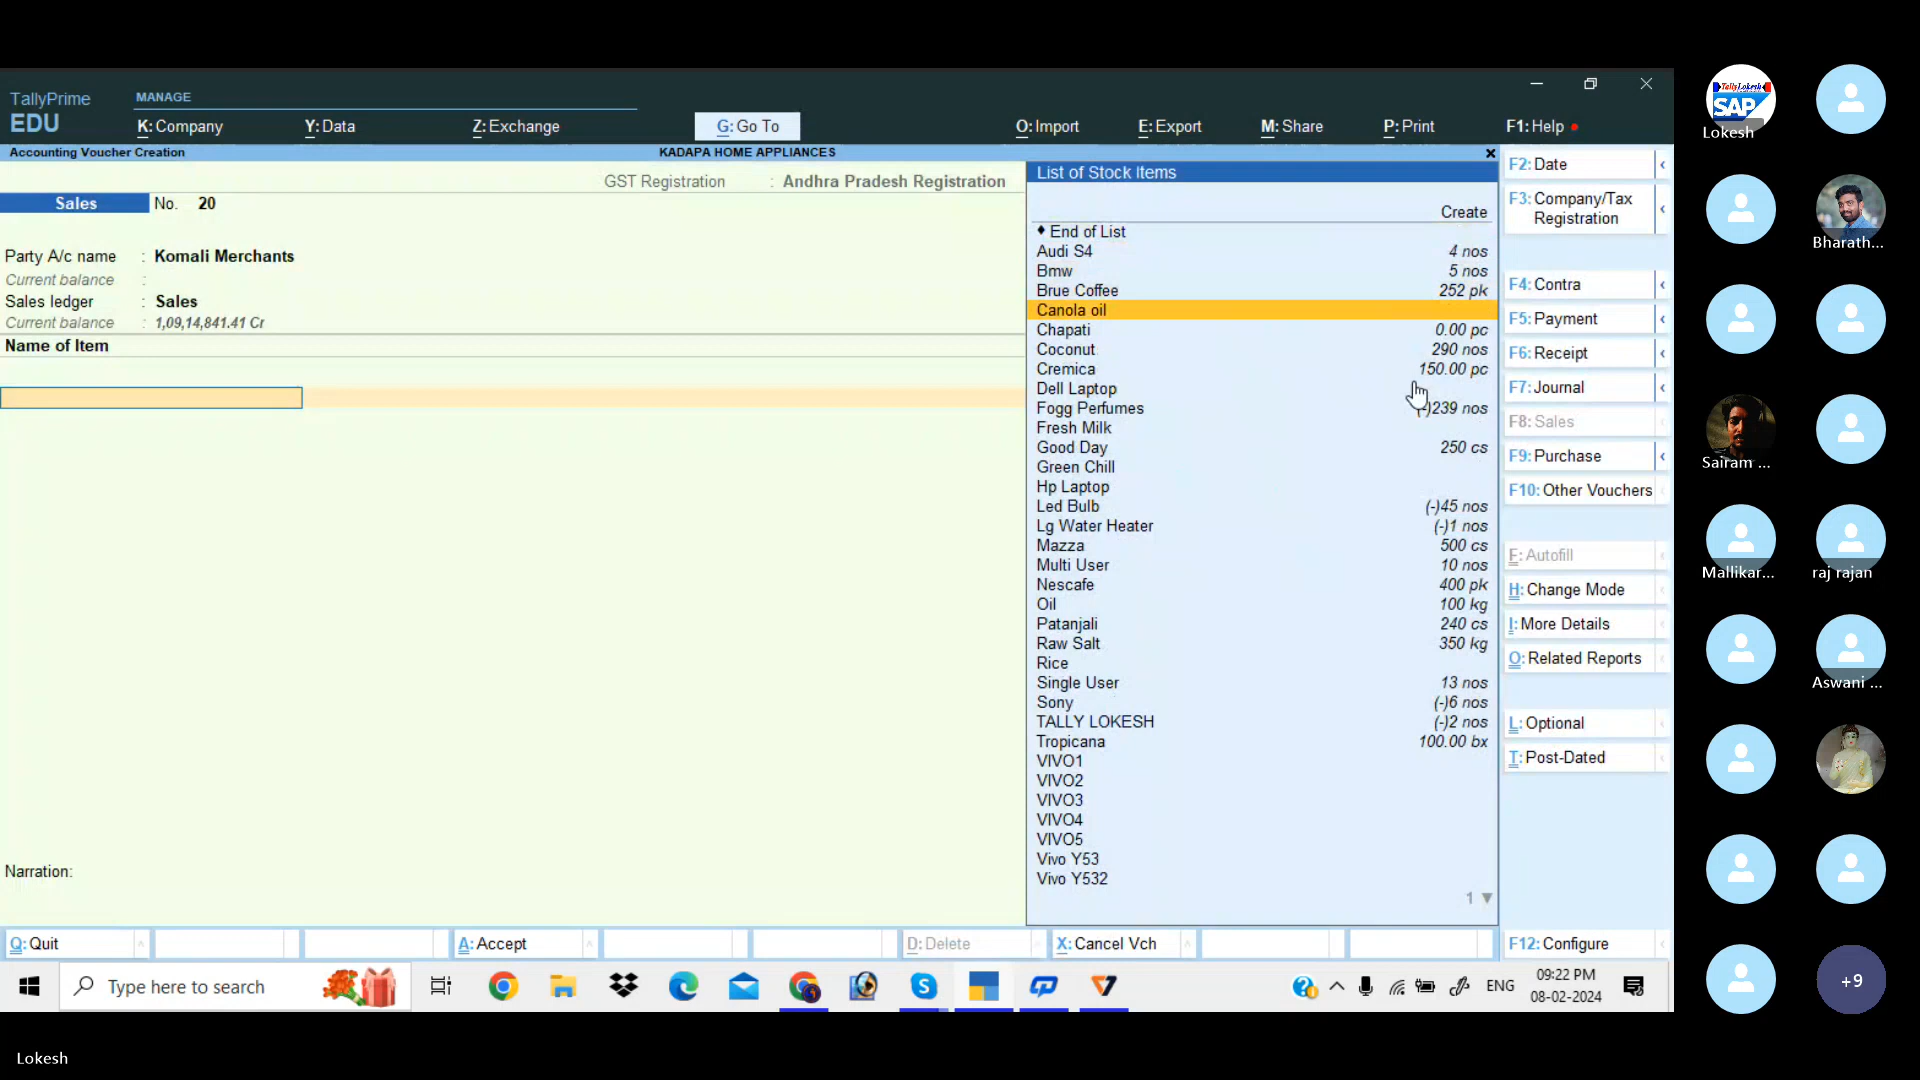 TallyPrime
EDU
MANAGE
K: Company
Y: Data
Z: Exchange
G: Go To
O: Import
E: Export
M: Share
P: Print
F1: Help
Accounting Voucher Creation
KADAPA HOME APPLIANCES
GST Registration : Andhra Pradesh Registration
Sales No. 20
Party A/c name : Komali Merchants
Current balance :
Sales ledger : Sales
Current balance : 1,09,14,841.41 Cr
Name of Item
Narration:
List of Stock Items
Create
♦ End of List
Audi S4 4 nos
Bmw 5 nos
Brue Coffee 252 pk
Canola oil
Chapati 0.00 pc
Coconut 290 nos
Cremica 150.00 pc
Dell Laptop
Fogg Perfumes (-)239 nos
Fresh Milk
Good Day 250 cs
Green Chill
Hp Laptop
Led Bulb (-)45 nos
Lg Water Heater (-)1 nos
Mazza 500 cs
Multi User 10 nos
Nescafe 400 pk
Oil 100 kg
Patanjali 240 cs
Raw Salt 350 kg
Rice
Single User 13 nos
Sony (-)6 nos
TALLY LOKESH (-)2 nos
Tropicana 100.00 bx
VIVO1
VIVO2
VIVO3
VIVO4
VIVO5
Vivo Y53
Vivo Y532
1 ▼
F2: Date
F3: Company/Tax
Registration
F4: Contra
F5: Payment
F6: Receipt
F7: Journal
F8: Sales
F9: Purchase
F10: Other Vouchers
E: Autofill
H: Change Mode
I: More Details
O: Related Reports
L: Optional
T: Post-Dated
F12: Configure
Q: Quit
A: Accept
D: Delete
X: Cancel Vch
Type here to search
ENG
09:22 PM
08-02-2024
TallyLokesh
SAP
Lokesh
Bharath...
Sairam ...
Mallikar...
raj rajan
Aswani ...
+9
Lokesh